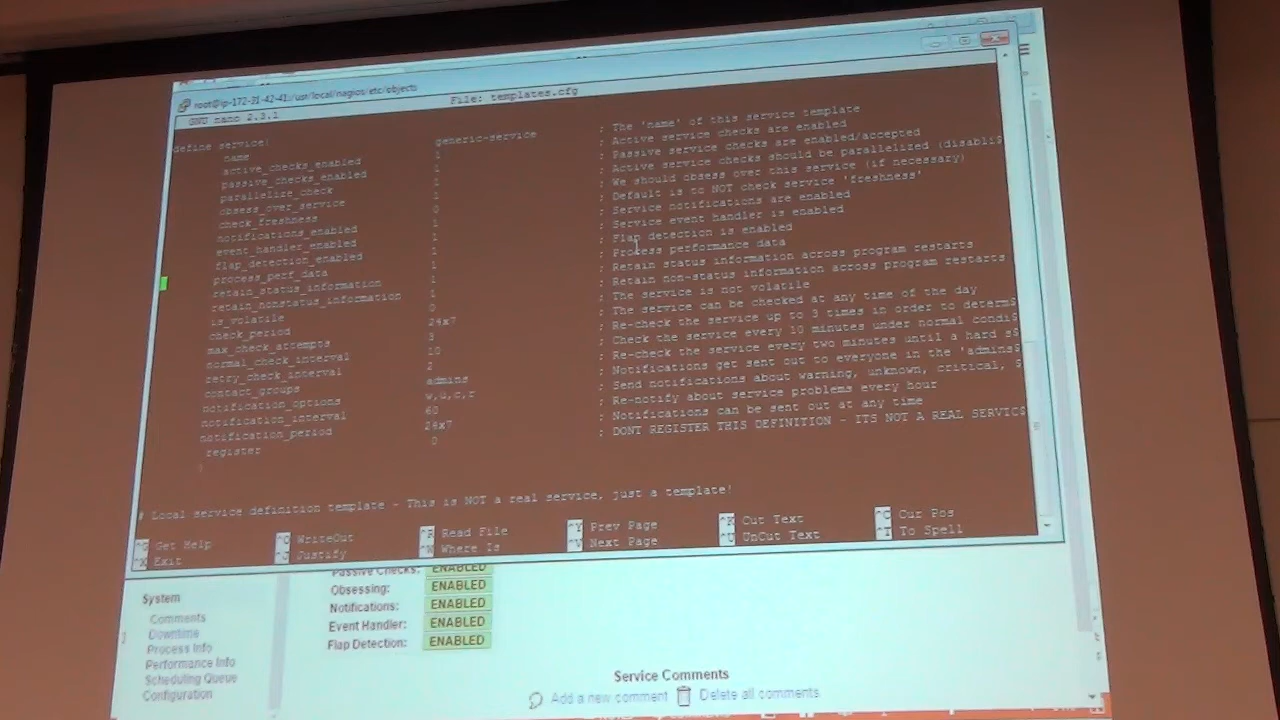 root@ip-172-31-42-41:/usr/local/nagios/etc/objects
GNU nano 2.3.1 File: templates.cfg
define service{
name generic-service ; The 'name' of this service template
active_checks_enabled 1 ; Active service checks are enabled
passive_checks_enabled 1 ; Passive service checks are enabled/accepted
parallelize_check 1 ; Active service checks should be parallelized (disabli$
obsess_over_service 1 ; We should obsess over this service (if necessary)
check_freshness 0 ; Default is to NOT check service 'freshness'
notifications_enabled 1 ; Service notifications are enabled
event_handler_enabled 1 ; Service event handler is enabled
flap_detection_enabled 1 ; Flap detection is enabled
process_perf_data 1 ; Process performance data
retain_status_information 1 ; Retain status information across program restarts
retain_nonstatus_information 1 ; Retain non-status information across program restarts
is_volatile 0 ; The service is not volatile
check_period 24x7 ; The service can be checked at any time of the day
max_check_attempts 3 ; Re-check the service up to 3 times in order to determ$
normal_check_interval 10 ; Check the service every 10 minutes under normal condi$
retry_check_interval 2 ; Re-check the service every two minutes until a hard s$
contact_groups admins ; Notifications get sent out to everyone in the 'admins$
notification_options w,u,c,r ; Send notifications about warning, unknown, critical, $
notification_interval 60 ; Re-notify about service problems every hour
notification_period 24x7 ; Notifications can be sent out at any time
register 0 ; DONT REGISTER THIS DEFINITION - ITS NOT A REAL SERVIC$
}
# Local service definition template - This is NOT a real service, just a template!
^G Get Help ^O WriteOut ^R Read File ^Y Prev Page ^K Cut Text ^C Cur Pos
^X Exit ^J Justify ^W Where Is ^V Next Page ^U UnCut Text ^T To Spell
Passive Checks: ENABLED
Obsessing: ENABLED
Notifications: ENABLED
Event Handler: ENABLED
Flap Detection: ENABLED
System
Comments
Downtime
Process Info
Performance Info
Scheduling Queue
Configuration
Service Comments
Add a new comment Delete all comments